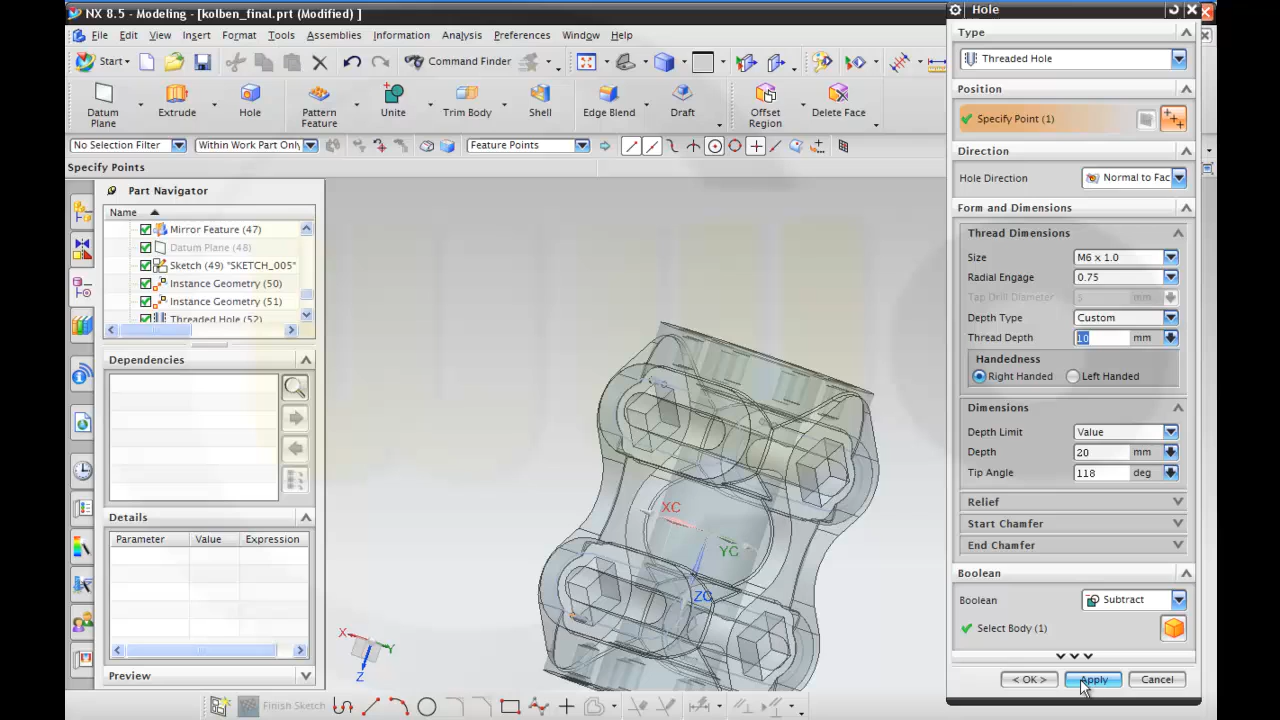 NX 8.5 - Modeling - [kolben_final.prt (Modified) ]
Hole
File Edit View Insert Format Tools Assemblies Information Analysis Preferences Window Help
Type
Threaded Hole
Start
Command Finder
Position
Datum Plane
Extrude
Hole
Pattern Feature
Unite
Trim Body
Shell
Edge Blend
Draft
Offset Region
Delete Face
Specify Point (1)
No Selection Filter
Within Work Part Only
Feature Points
Direction
Specify Points
Hole Direction
Normal to Fac
Part Navigator
Form and Dimensions
Name
Thread Dimensions
Mirror Feature (47)
Datum Plane (48)
Sketch (49) "SKETCH_005"
Instance Geometry (50)
Instance Geometry (51)
Threaded Hole (52)
Size
M6 x 1.0
Radial Engage
0.75
Tap Drill Diameter
5
mm
Depth Type
Custom
Thread Depth
10
mm
Handedness
Right Handed
Left Handed
Dependencies
Dimensions
Depth Limit
Value
Depth
20
mm
Tip Angle
118
deg
Relief
Start Chamfer
End Chamfer
Details
Parameter
Value
Expression
XC
YC
ZC
Boolean
Boolean
Subtract
Select Body (1)
X
Y
Z
Preview
< OK >
Apply
Cancel
Finish Sketch